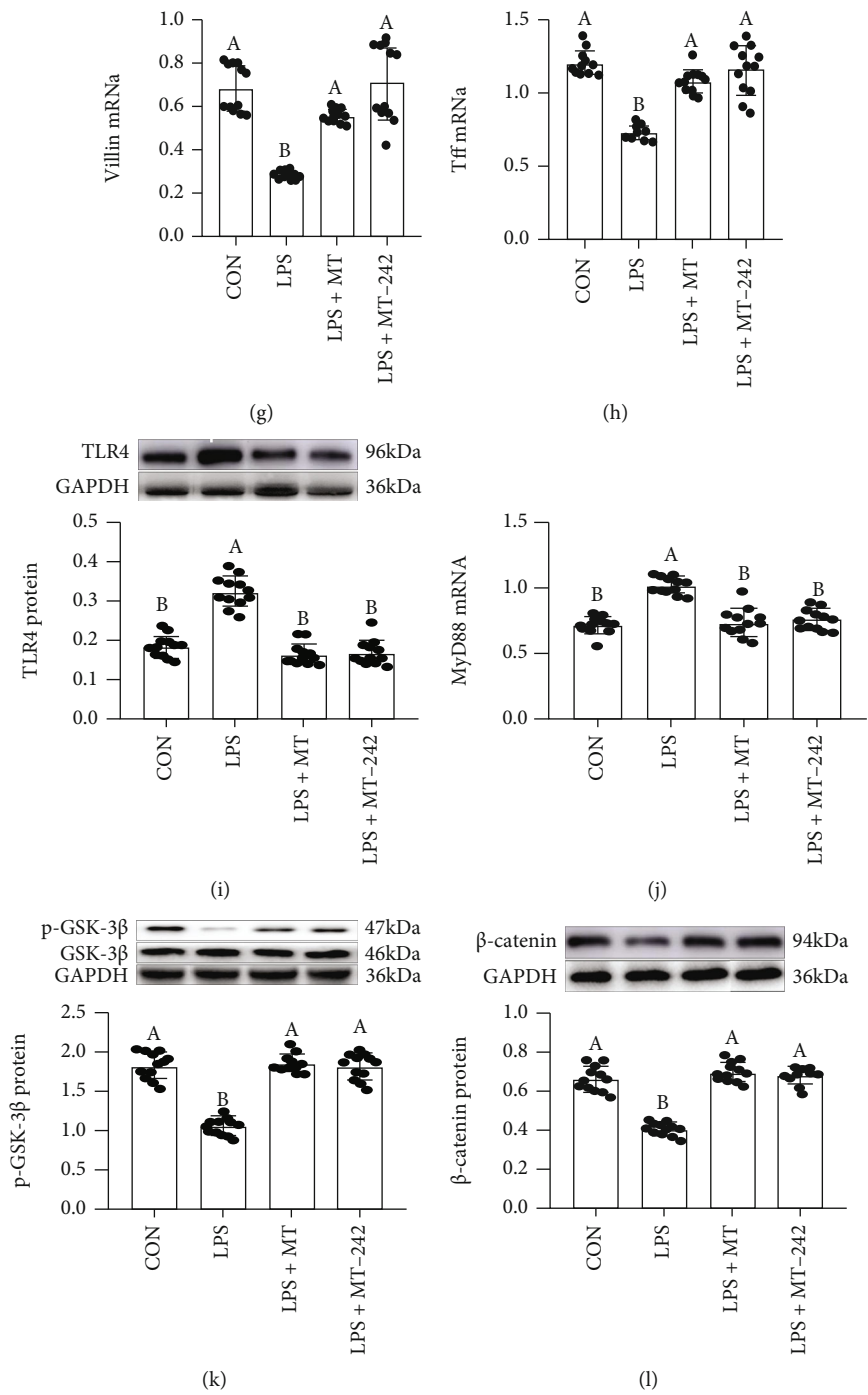 Villin mRNa
1.0
0.8
0.6
0.4
0.2
0.0
A
B
A
A
CON
LPS
LPS + MT
LPS + MT–242
(g)
Tff mRNa
1.5
1.0
0.5
0.0
A
B
A
A
CON
LPS
LPS + MT
LPS + MT–242
(h)
TLR4 96kDa
GAPDH 36kDa
TLR4 protein
0.5
0.4
0.3
0.2
0.1
0.0
B
A
B
B
CON
LPS
LPS + MT
LPS + MT–242
(i)
MyD88 mRNA
1.5
1.0
0.5
0.0
B
A
B
B
CON
LPS
LPS + MT
LPS + MT–242
(j)
p-GSK-3β 47kDa
GSK-3β 46kDa
GAPDH 36kDa
p-GSK-3β protein
2.5
2.0
1.5
1.0
0.5
0.0
A
B
A
A
CON
LPS
LPS + MT
LPS + MT–242
(k)
β-catenin 94kDa
GAPDH 36kDa
β-catenin protein
1.0
0.8
0.6
0.4
0.2
0.0
A
B
A
A
CON
LPS
LPS + MT
LPS + MT–242
(l)